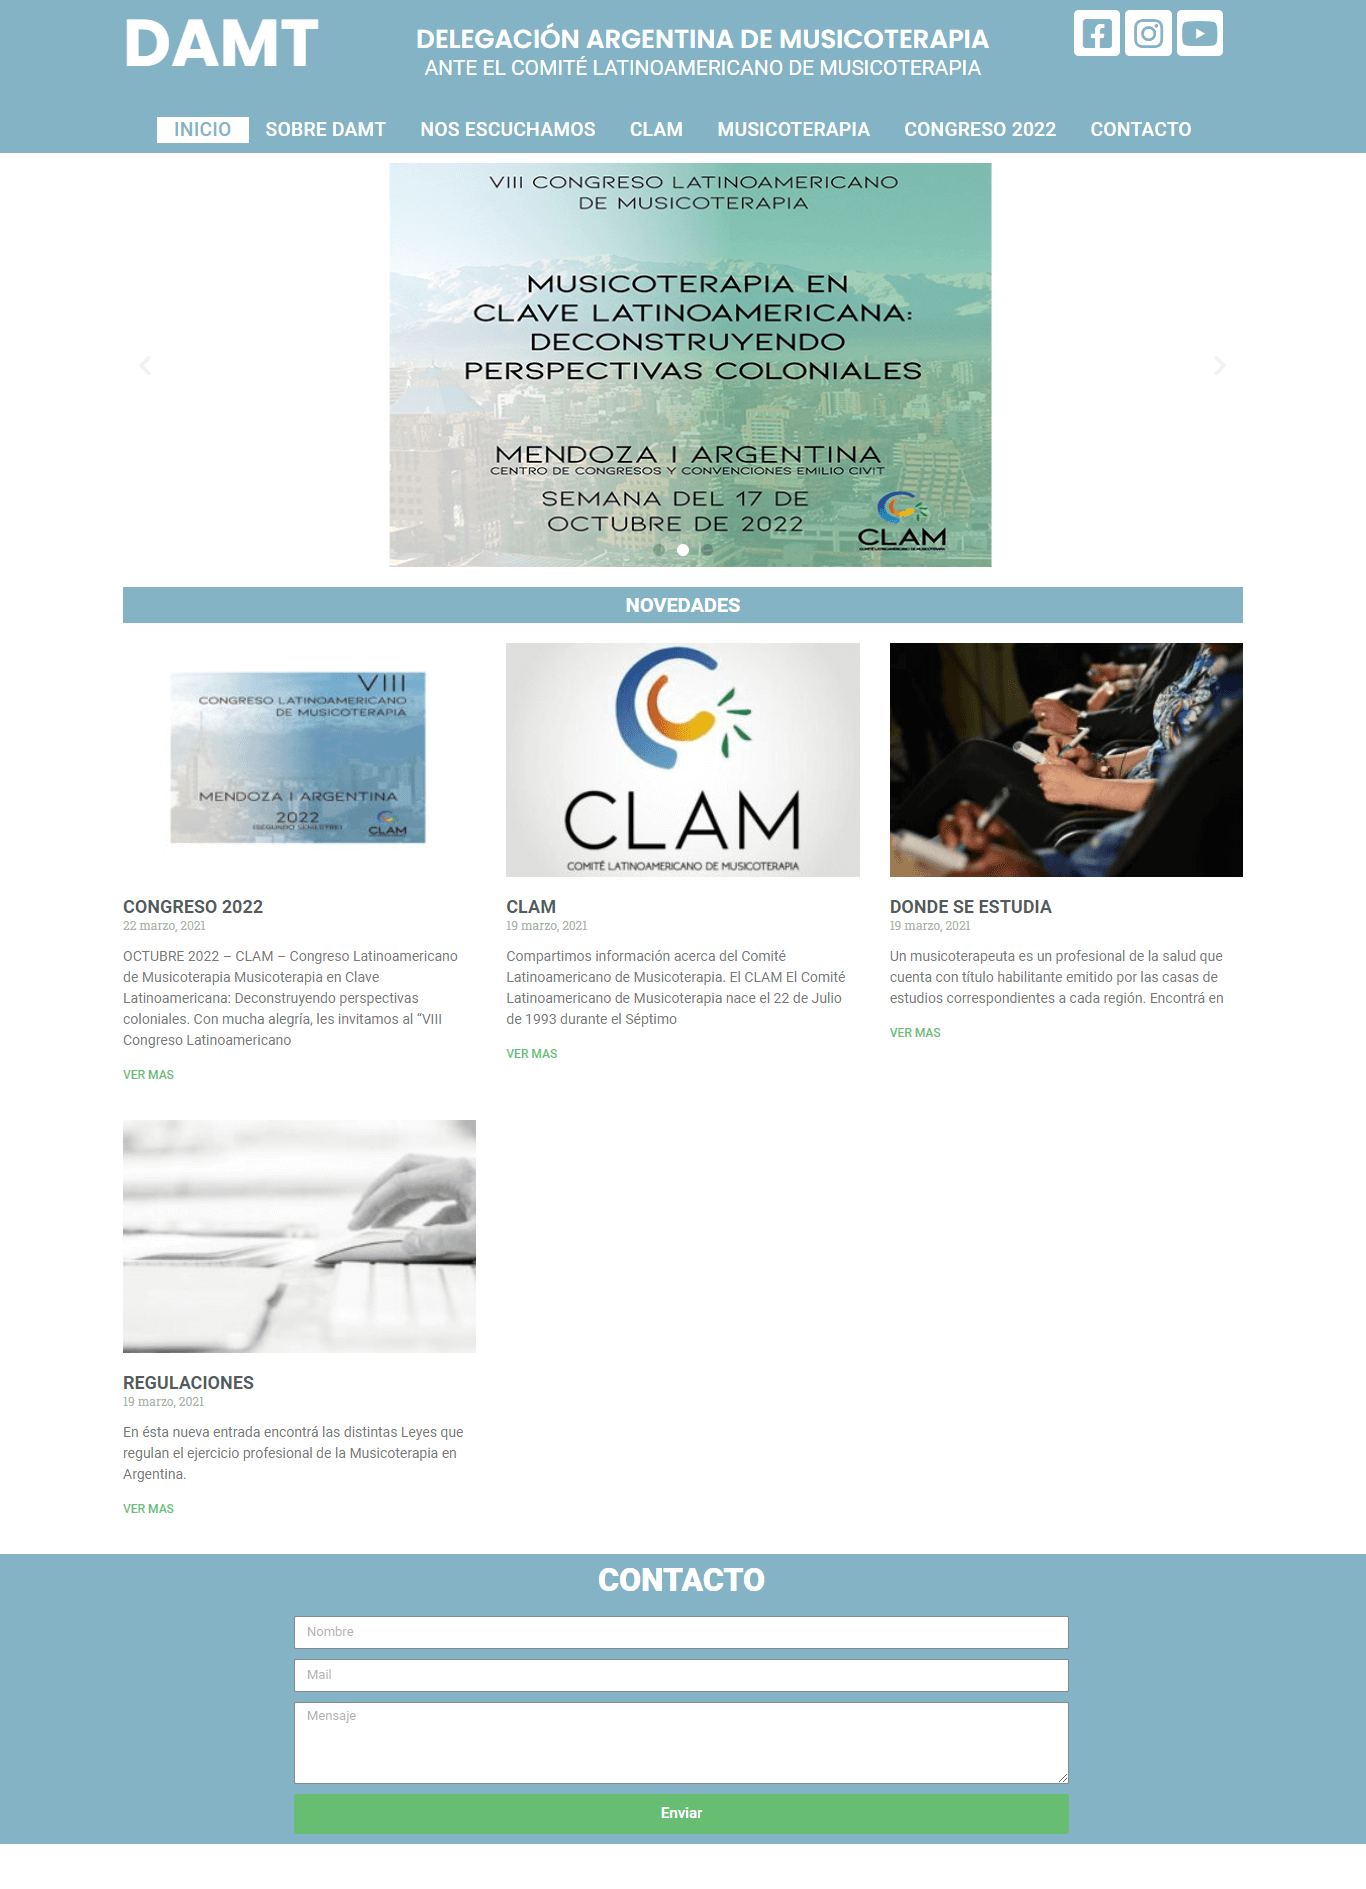 DAMT
DELEGACIÓN ARGENTINA DE MUSICOTERAPIA
ANTE EL COMITÉ LATINOAMERICANO DE MUSICOTERAPIA
INICIO SOBRE DAMT NOS ESCUCHAMOS CLAM MUSICOTERAPIA CONGRESO 2022 CONTACTO
VIII CONGRESO LATINOAMERICANO
DE MUSICOTERAPIA
MUSICOTERAPIA EN
CLAVE LATINOAMERICANA:
DECONSTRUYENDO
PERSPECTIVAS COLONIALES
MENDOZA I ARGENTINA
CENTRO DE CONGRESOS Y CONVENCIONES EMILIO CIVIT
SEMANA DEL 17 DE
OCTUBRE DE 2022
CLAM
COMITÉ LATINOAMERICANO DE MUSICOTERAPIA
NOVEDADES
VIII
CONGRESO LATINOAMERICANO
DE MUSICOTERAPIA
MENDOZA I ARGENTINA
2022
(SEGUNDO SEMESTRE)
CLAM
CONGRESO 2022
22 marzo, 2021
OCTUBRE 2022 – CLAM – Congreso Latinoamericano
de Musicoterapia Musicoterapia en Clave
Latinoamericana: Deconstruyendo perspectivas
coloniales. Con mucha alegría, les invitamos al “VIII
Congreso Latinoamericano
VER MAS
CLAM
COMITÉ LATINOAMERICANO DE MUSICOTERAPIA
CLAM
19 marzo, 2021
Compartimos información acerca del Comité
Latinoamericano de Musicoterapia. El CLAM El Comité
Latinoamericano de Musicoterapia nace el 22 de Julio
de 1993 durante el Séptimo
VER MAS
DONDE SE ESTUDIA
19 marzo, 2021
Un musicoterapeuta es un profesional de la salud que
cuenta con título habilitante emitido por las casas de
estudios correspondientes a cada región. Encontrá en
VER MAS
REGULACIONES
19 marzo, 2021
En ésta nueva entrada encontrá las distintas Leyes que
regulan el ejercicio profesional de la Musicoterapia en
Argentina.
VER MAS
CONTACTO
Nombre
Mail
Mensaje
Enviar